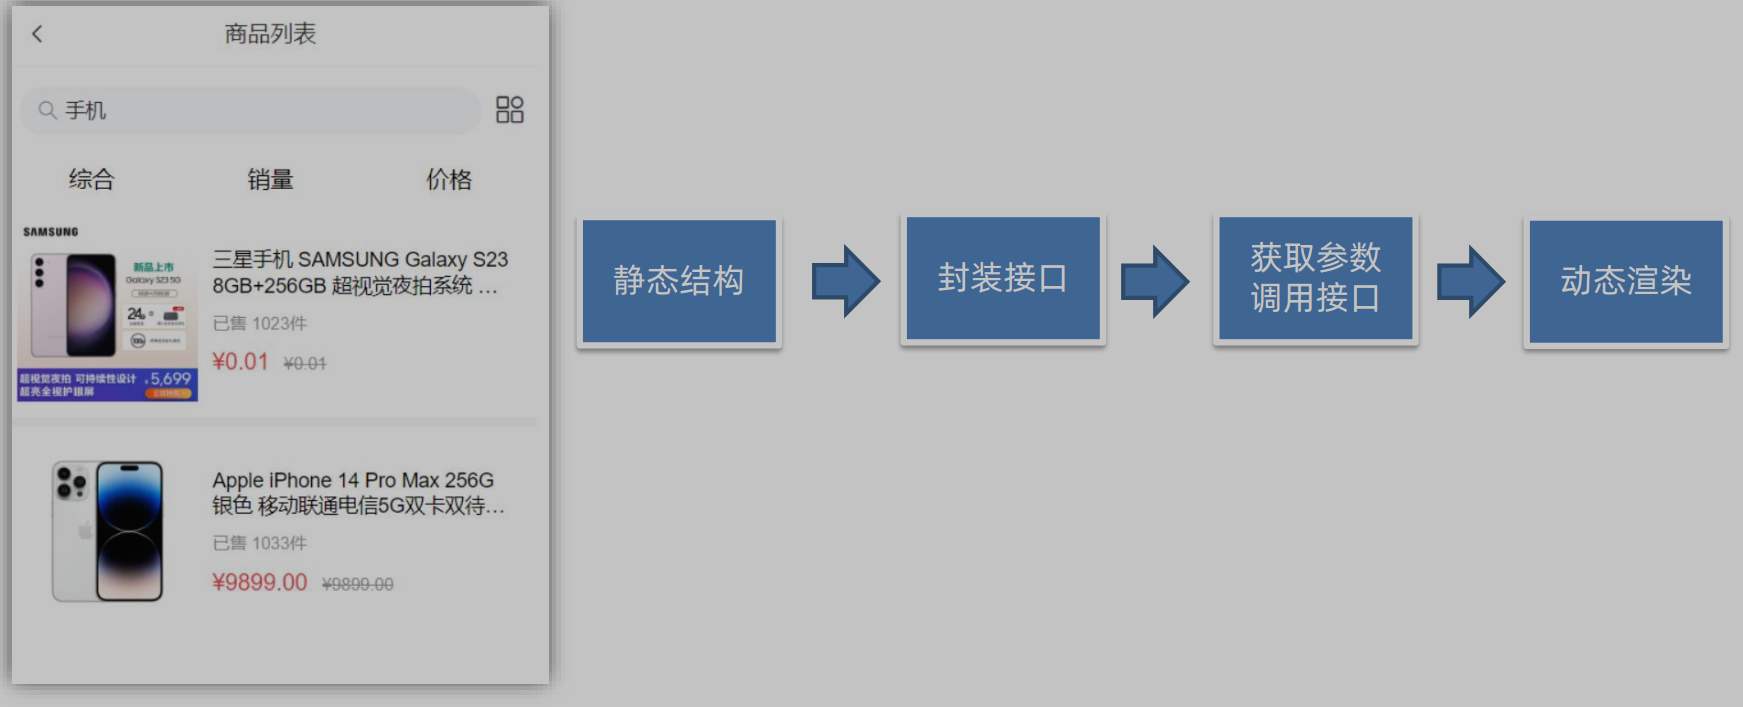 商品列表
手机
综合 销量 价格
SAMSUNG
新品上市
Galaxy S23 5G
超视觉夜拍 可持续性设计 ¥5,699
超亮全视护眼屏
三星手机 SAMSUNG Galaxy S23
8GB+256GB 超视觉夜拍系统 ...
已售 1023件
¥0.01 ¥0.01
Apple iPhone 14 Pro Max 256G
银色 移动联通电信5G双卡双待...
已售 1033件
¥9899.00 ¥9899.00
静态结构
封装接口
获取参数
调用接口
动态渲染